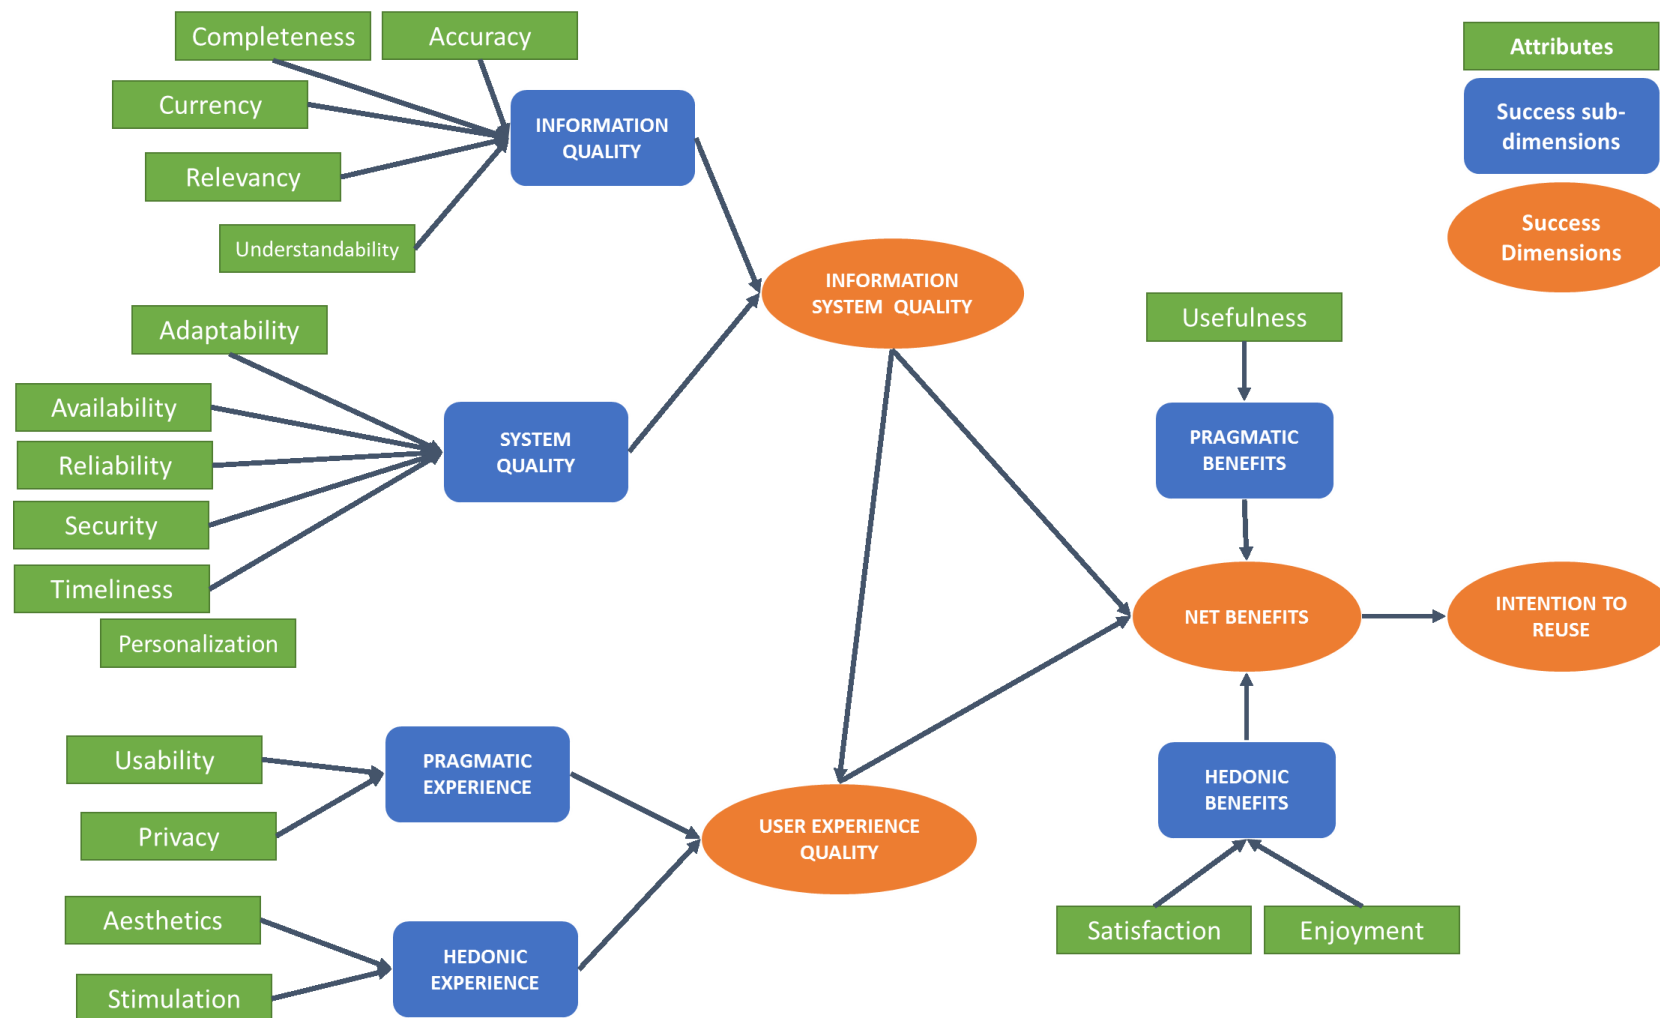 Completeness
Accuracy
Attributes
Currency
INFORMATION
QUALITY
Success sub-
dimensions
Relevancy
Understandability
Success
Dimensions
INFORMATION
SYSTEM QUALITY
Adaptability
Usefulness
Availability
SYSTEM
QUALITY
PRAGMATIC
BENEFITS
Reliability
Security
Timeliness
Personalization
NET BENEFITS
INTENTION TO
REUSE
Usability
PRAGMATIC
EXPERIENCE
HEDONIC
BENEFITS
Privacy
USER EXPERIENCE
QUALITY
Aesthetics
Satisfaction
Enjoyment
HEDONIC
EXPERIENCE
Stimulation